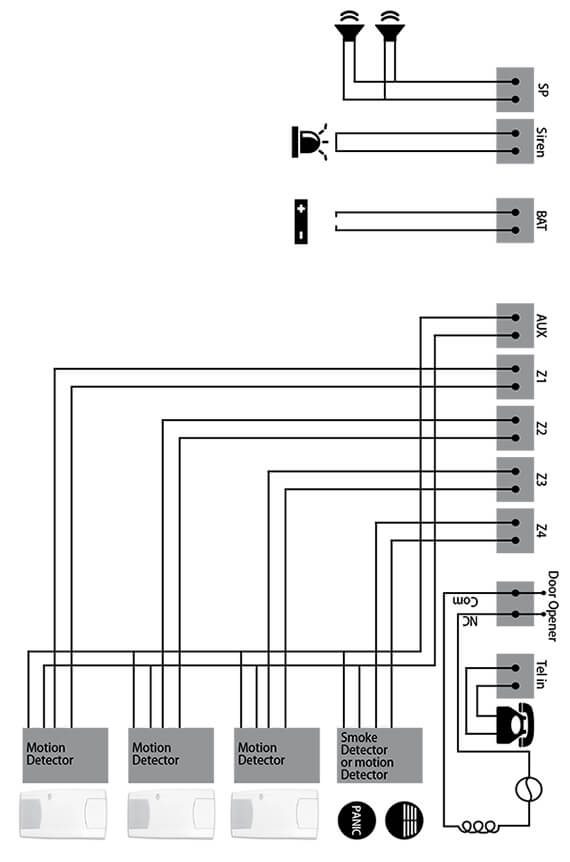 SP
Siren
BAT
+
-
AUX
Z1
Z2
Z3
Z4
Door Opener
Com
NC
Tel in
Motion
Detector
Motion
Detector
Motion
Detector
Smoke
Detector
or motion
Detector
PANIC